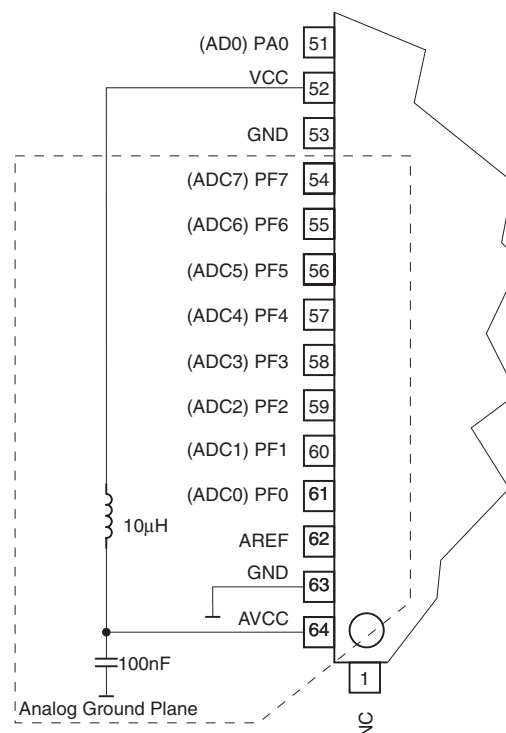 (AD0) PA0 51
VCC 52
GND 53
(ADC7) PF7 54
(ADC6) PF6 55
(ADC5) PF5 56
(ADC4) PF4 57
(ADC3) PF3 58
(ADC2) PF2 59
(ADC1) PF1 60
(ADC0) PF0 61
10µH
AREF 62
GND 63
AVCC 64
100nF
1
Analog Ground Plane
NC